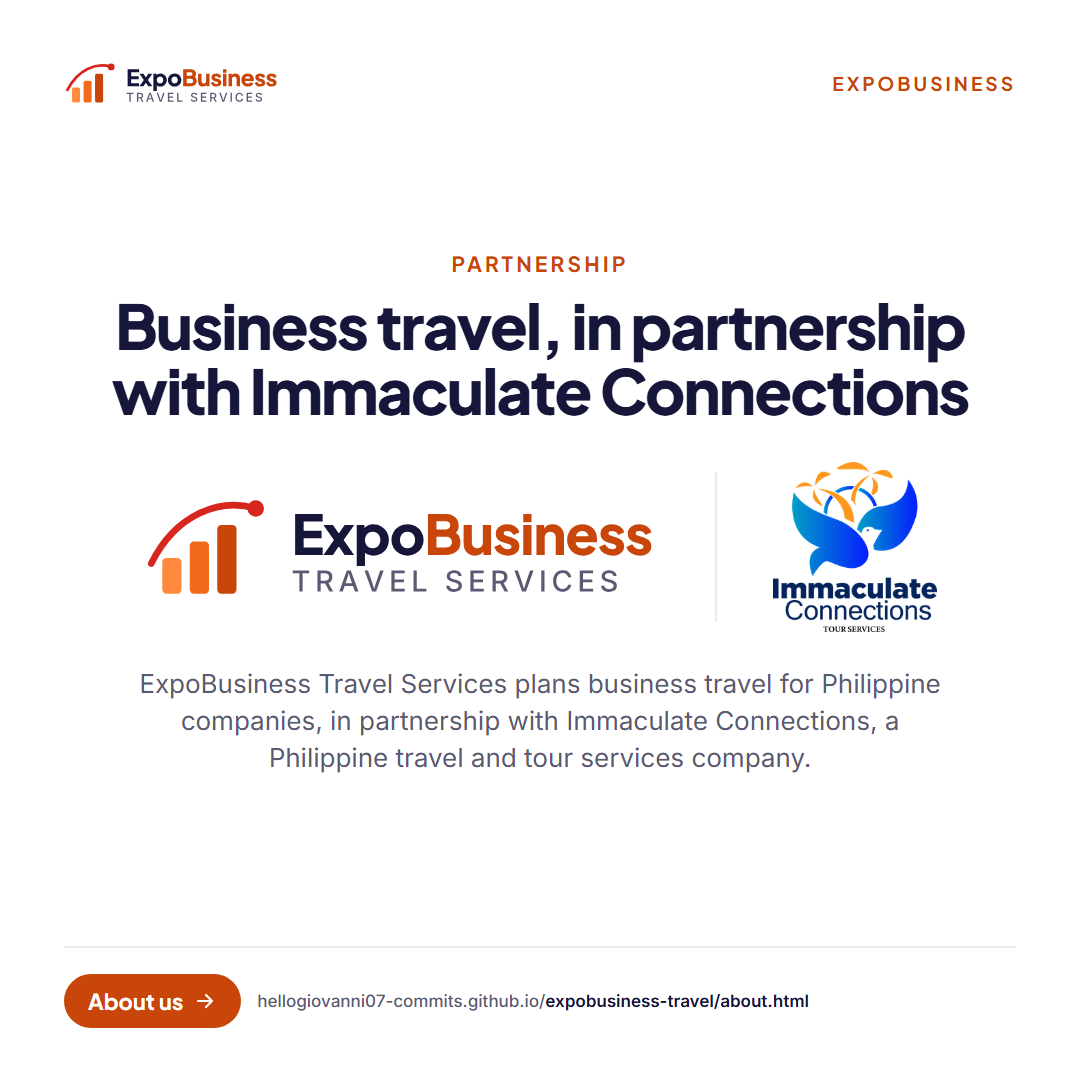 ExpoBusiness
TRAVEL SERVICES
EXPOBUSINESS
PARTNERSHIP
Business travel, in partnership
with Immaculate Connections
ExpoBusiness
TRAVEL SERVICES
Immaculate
Connections
TOUR SERVICES
ExpoBusiness Travel Services plans business travel for Philippine
companies, in partnership with Immaculate Connections, a
Philippine travel and tour services company.
About us →
hellogiovanni07-commits.github.io/expobusiness-travel/about.html